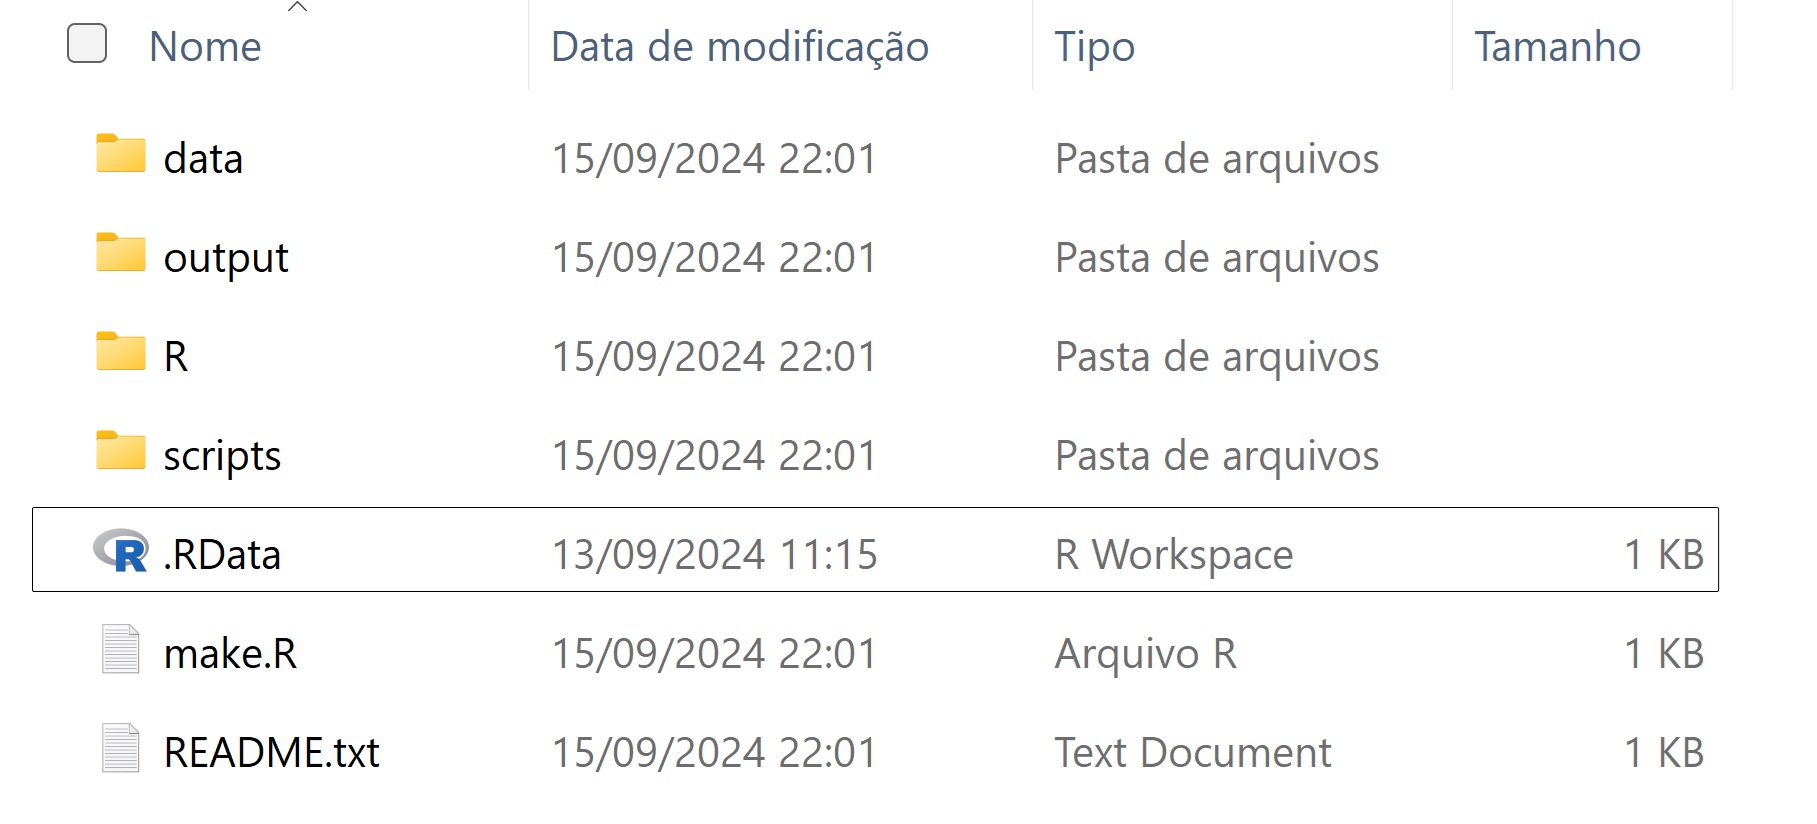 Nome Data de modificação Tipo Tamanho
data 15/09/2024 22:01 Pasta de arquivos
output 15/09/2024 22:01 Pasta de arquivos
R 15/09/2024 22:01 Pasta de arquivos
scripts 15/09/2024 22:01 Pasta de arquivos
R .RData 13/09/2024 11:15 R Workspace 1 KB
make.R 15/09/2024 22:01 Arquivo R 1 KB
README.txt 15/09/2024 22:01 Text Document 1 KB